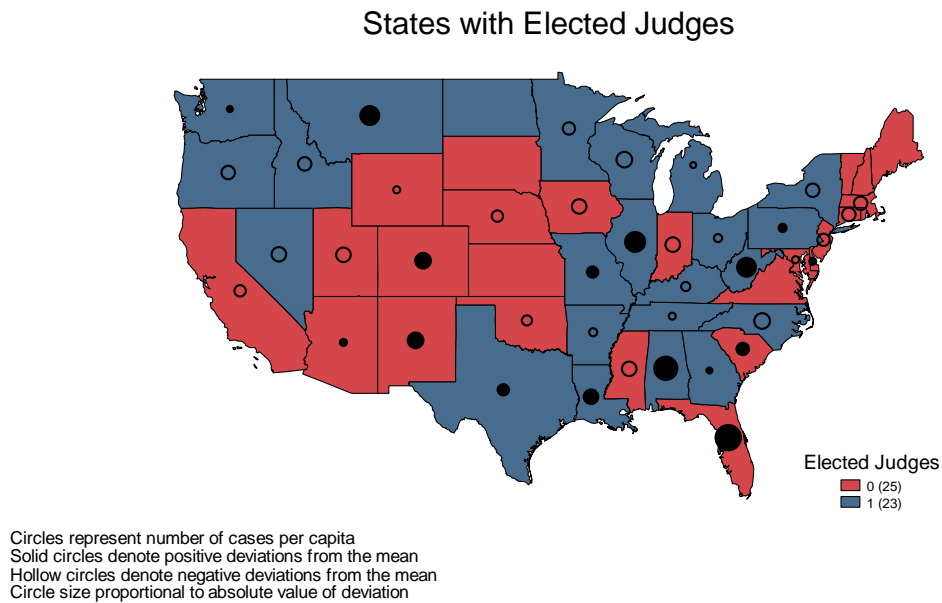 States with Elected Judges
Elected Judges
0 (25)
1 (23)
Circles represent number of cases per capita
Solid circles denote positive deviations from the mean
Hollow circles denote negative deviations from the mean
Circle size proportional to absolute value of deviation